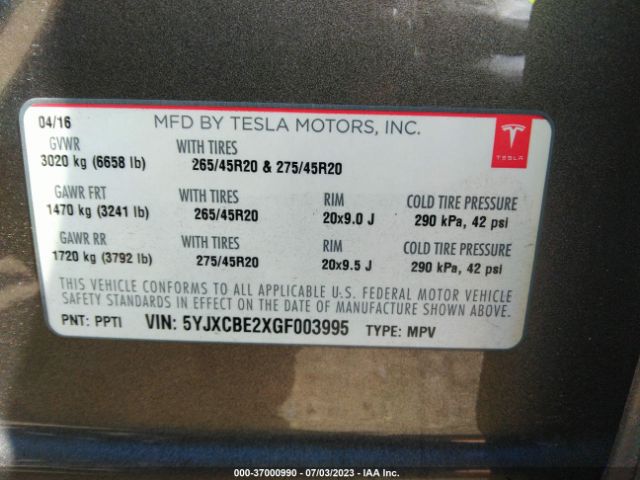 04/16 MFD BY TESLA MOTORS, INC.
TESLA
GVWR WITH TIRES
3020 kg (6658 lb) 265/45R20 & 275/45R20
GAWR FRT WITH TIRES RIM COLD TIRE PRESSURE
1470 kg (3241 lb) 265/45R20 20x9.0 J 290 kPa, 42 psi
GAWR RR WITH TIRES RIM COLD TIRE PRESSURE
1720 kg (3792 lb) 275/45R20 20x9.5 J 290 kPa, 42 psi
THIS VEHICLE CONFORMS TO ALL APPLICABLE U.S. FEDERAL MOTOR VEHICLE
SAFETY STANDARDS IN EFFECT ON THE DATE OF MANUFACTURE SHOWN ABOVE.
PNT: PPTI VIN: 5YJXCBE2XGF003995 TYPE: MPV
000-37000990 - 07/03/2023 - IAA Inc.